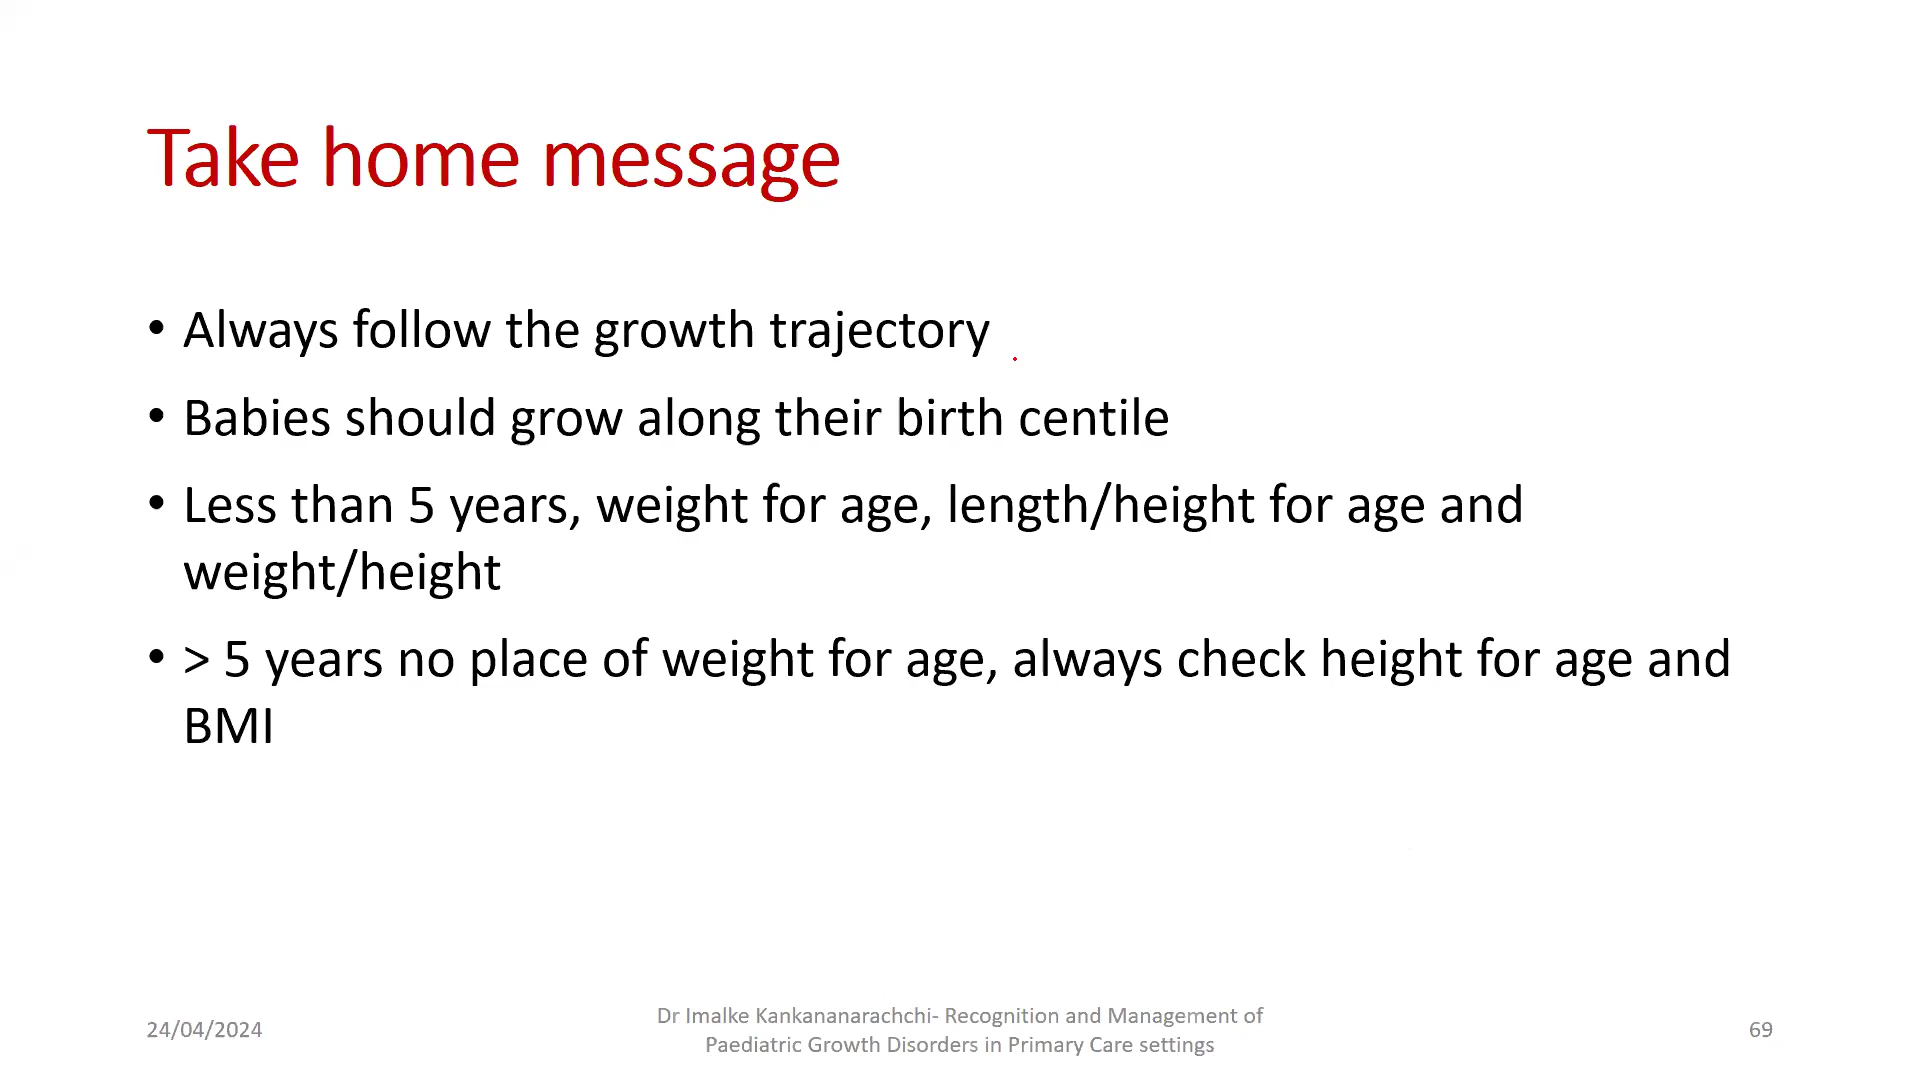 Take home message
• Always follow the growth trajectory
• Babies should grow along their birth centile
• Less than 5 years, weight for age, length/height for age and
weight/height
• > 5 years no place of weight for age, always check height for age and
BMI
24/04/2024
Dr Imalke Kankananarachchi- Recognition and Management of
Paediatric Growth Disorders in Primary Care settings
69